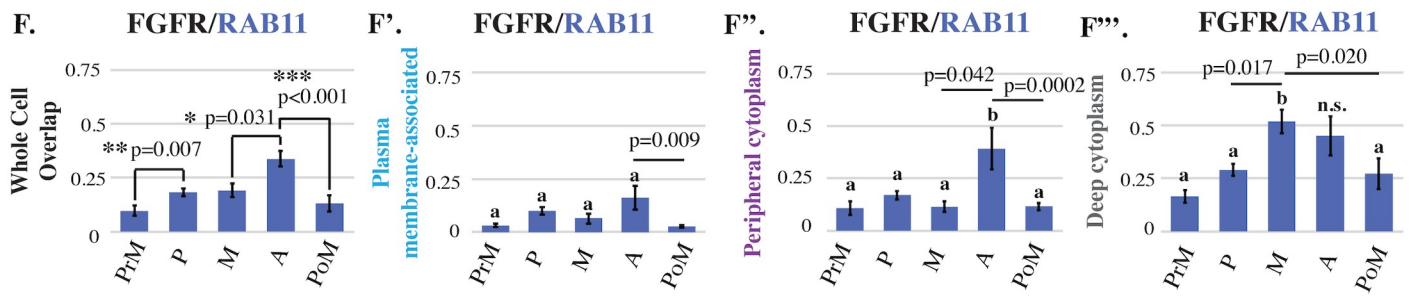 F. FGFR/RAB11
Whole Cell
Overlap
0.75
0.5
0.25
0
** p=0.007
* p=0.031
***
p<0.001
PrM P M A PoM
F'. FGFR/RAB11
Plasma
membrane-associated
0.75
0.5
0.25
0
a a a a
p=0.009
PrM P M A PoM
F''. FGFR/RAB11
Peripheral cytoplasm
0.75
0.5
0.25
0
p=0.042
p=0.0002
a a a b a
PrM P M A PoM
F'''. FGFR/RAB11
Deep cytoplasm
0.75
0.5
0.25
0
p=0.017
p=0.020
a a b n.s. a
PrM P M A PoM